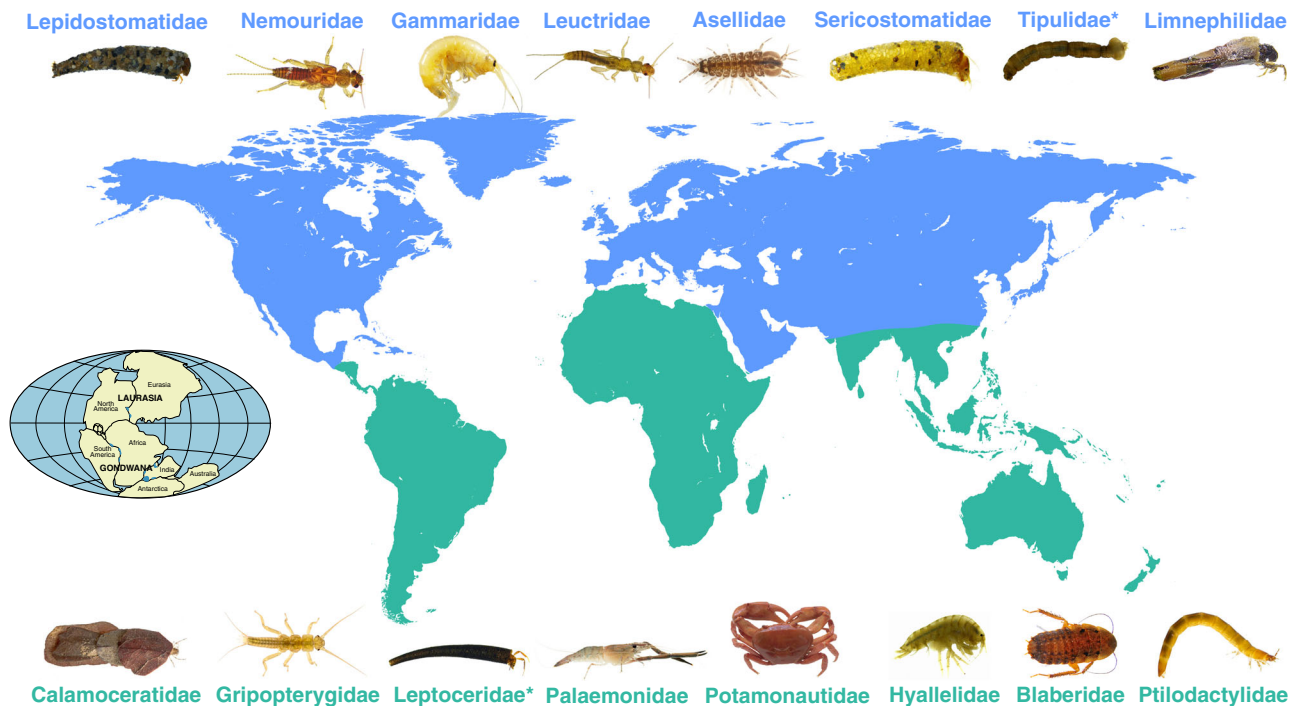 Lepidostomatidae Nemouridae Gammaridae Leuctridae Asellidae Sericostomatidae Tipulidae* Limnephilidae
Eurasia
LAURASIA
North
America
Africa
South
America
GONDWANA
India
Australia
Antarctica
Calamoceratidae Gripopterygidae Leptoceridae* Palaemonidae Potamonautidae Hyallelidae Blaberidae Ptilodactylidae